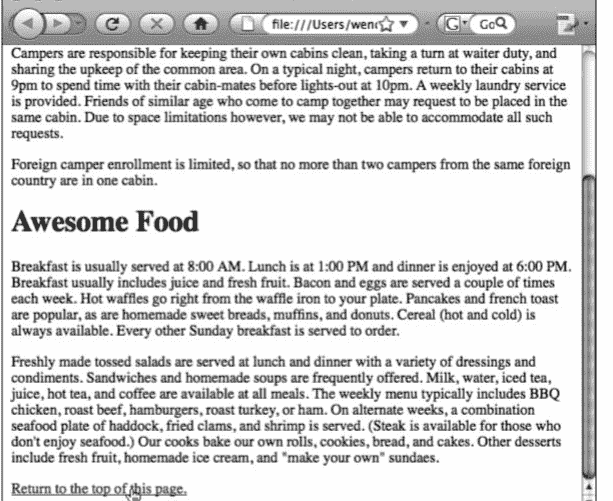 file:///Users/wend
G
Go
Campers are responsible for keeping their own cabins clean, taking a turn at waiter duty, and
sharing the upkeep of the common area. On a typical night, campers return to their cabins at
9pm to spend time with their cabin-mates before lights-out at 10pm. A weekly laundry service
is provided. Friends of similar age who come to camp together may request to be placed in the
same cabin. Due to space limitations however, we may not be able to accommodate all such
requests.
Foreign camper enrollment is limited, so that no more than two campers from the same foreign
country are in one cabin.
Awesome Food
Breakfast is usually served at 8:00 AM. Lunch is at 1:00 PM and dinner is enjoyed at 6:00 PM.
Breakfast usually includes juice and fresh fruit. Bacon and eggs are served a couple of times
each week. Hot waffles go right from the waffle iron to your plate. Pancakes and french toast
are popular, as are homemade sweet breads, muffins, and donuts. Cereal (hot and cold) is
always available. Every other Sunday breakfast is served to order.
Freshly made tossed salads are served at lunch and dinner with a variety of dressings and
condiments. Sandwiches and homemade soups are frequently offered. Milk, water, iced tea,
juice, hot tea, and coffee are available at all meals. The weekly menu typically includes BBQ
chicken, roast beef, hamburgers, roast turkey, or ham. On alternate weeks, a combination
seafood plate of haddock, fried clams, and shrimp is served. (Steak is available for those who
don't enjoy seafood.) Our cooks bake our own rolls, cookies, bread, and cakes. Other desserts
include fresh fruit, homemade ice cream, and "make your own" sundaes.
Return to the top of this page.